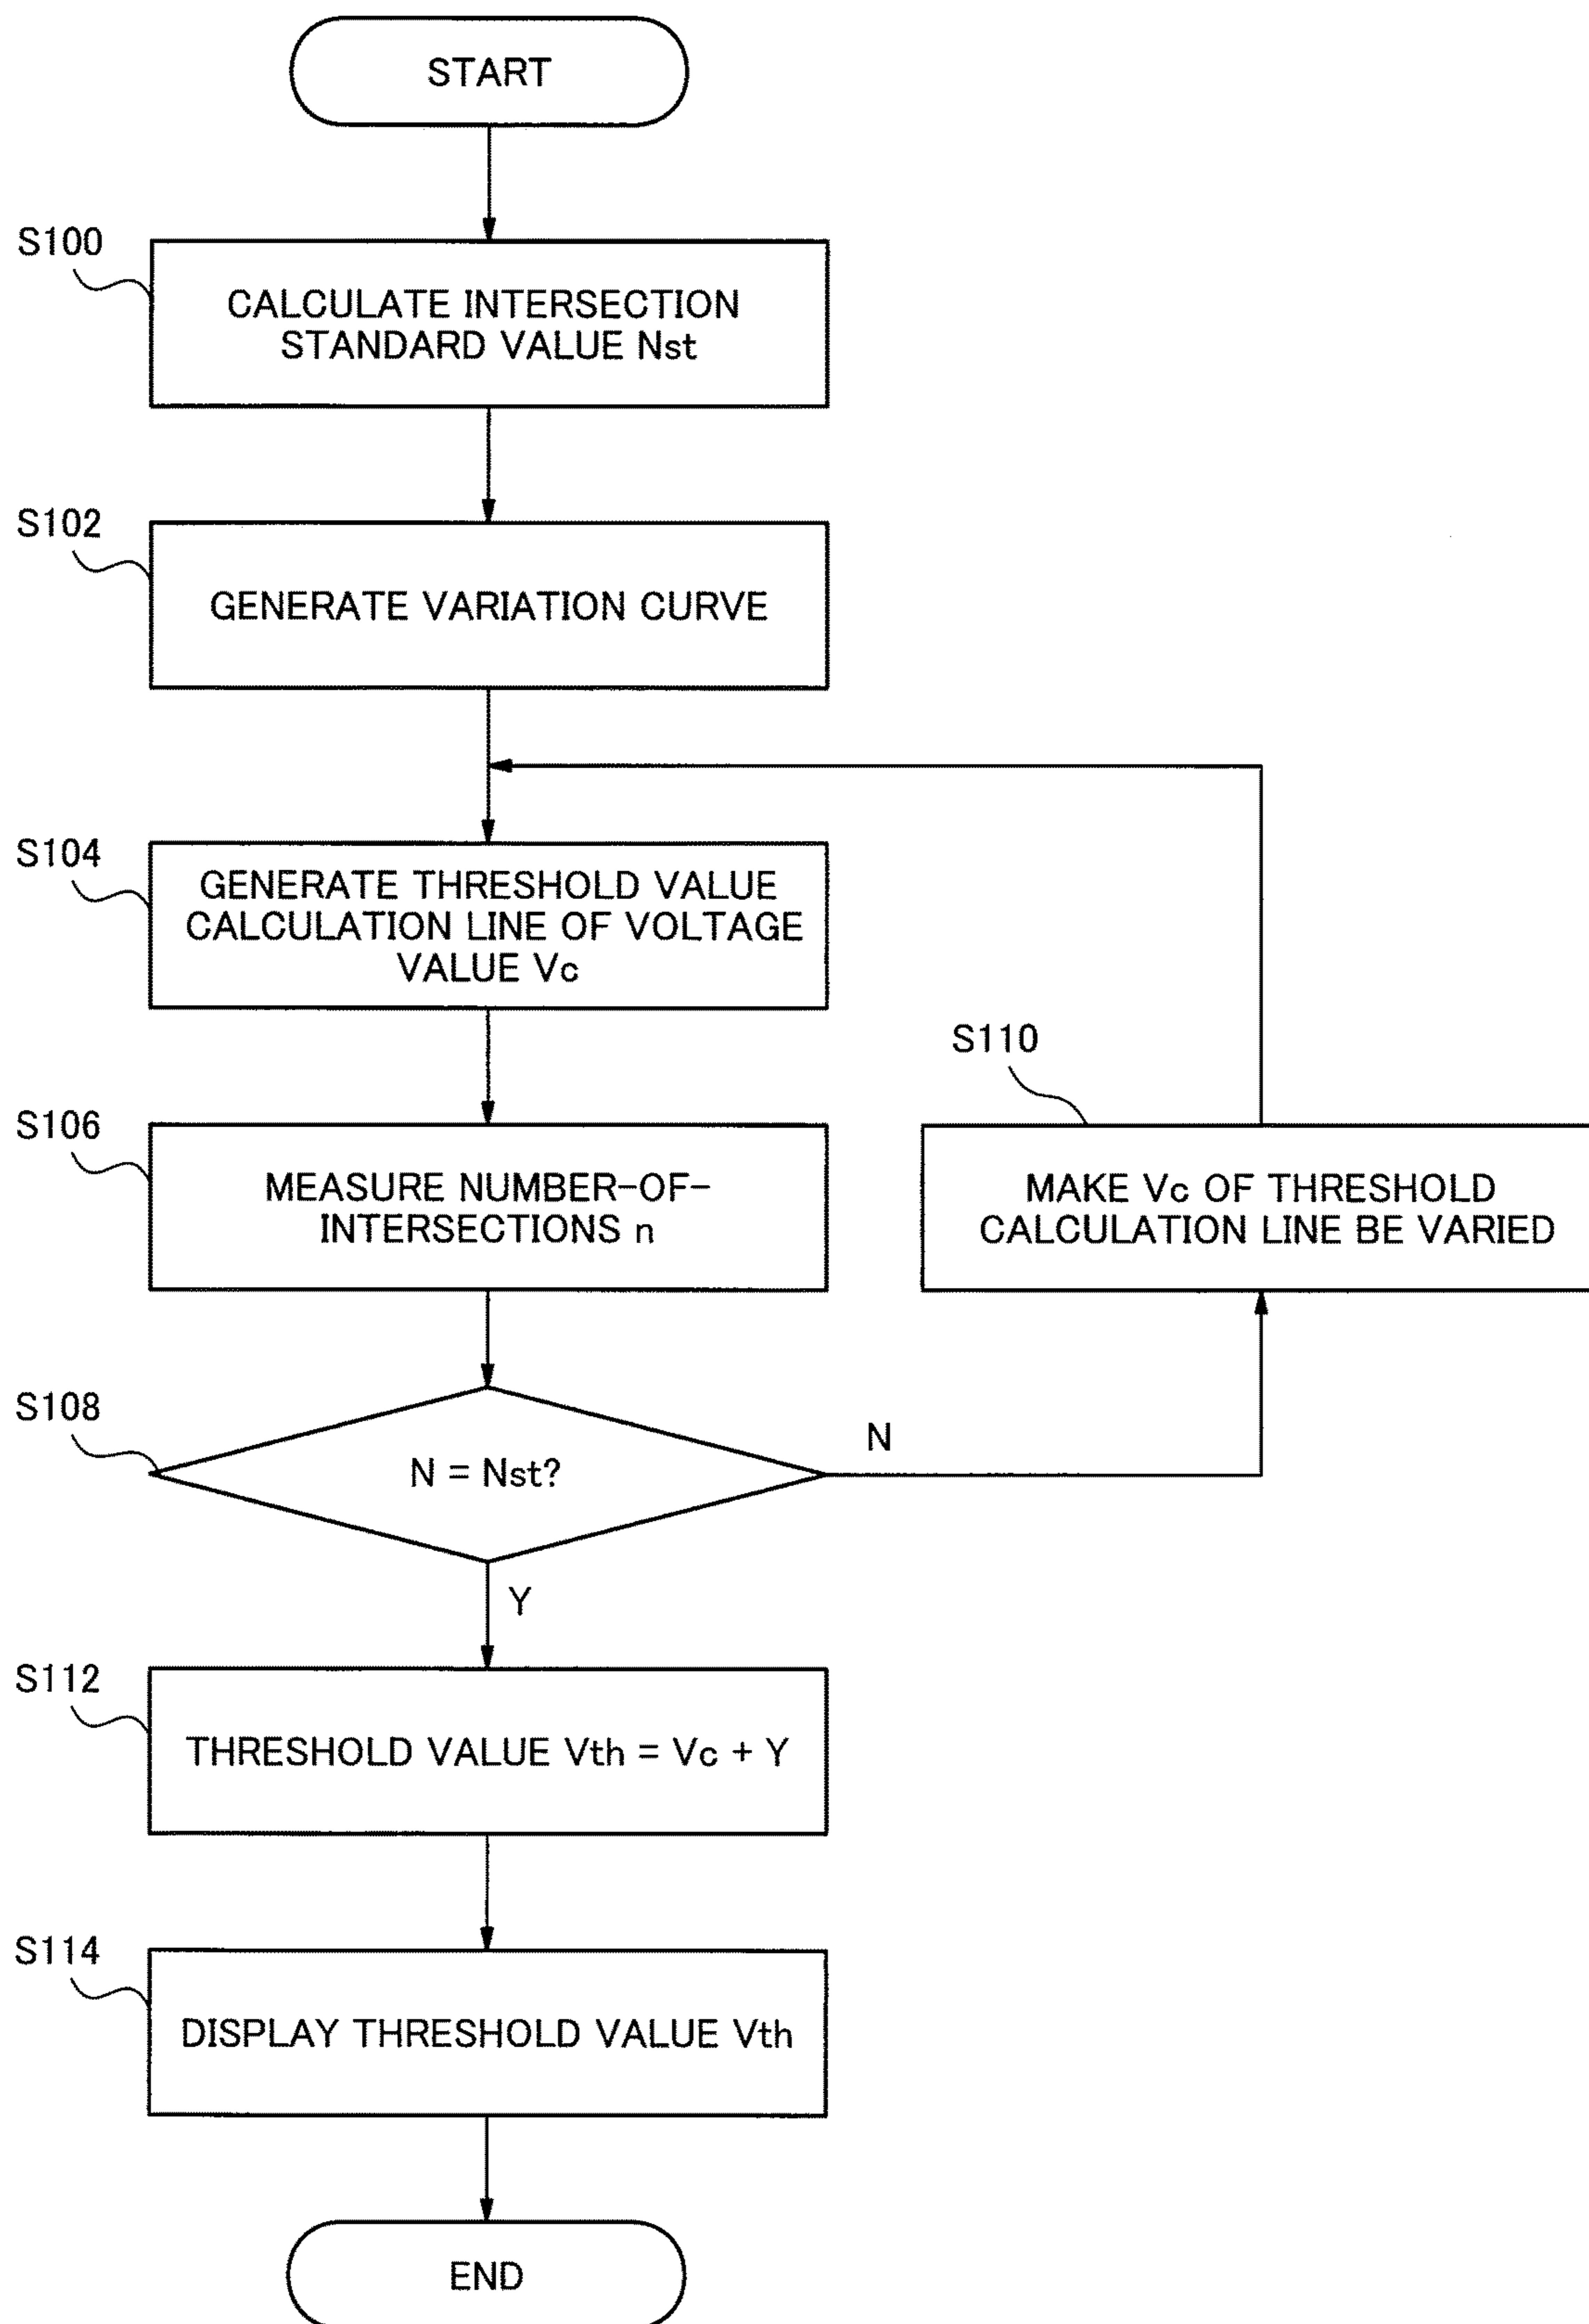 START
S100
CALCULATE INTERSECTION
STANDARD VALUE Nst
S102
GENERATE VARIATION CURVE
S104
GENERATE THRESHOLD VALUE
CALCULATION LINE OF VOLTAGE
VALUE Vc
S106
MEASURE NUMBER-OF-
INTERSECTIONS n
S110
MAKE Vc OF THRESHOLD
CALCULATION LINE BE VARIED
S108
N = Nst?
N
Y
S112
THRESHOLD VALUE Vth = Vc + Y
S114
DISPLAY THRESHOLD VALUE Vth
END